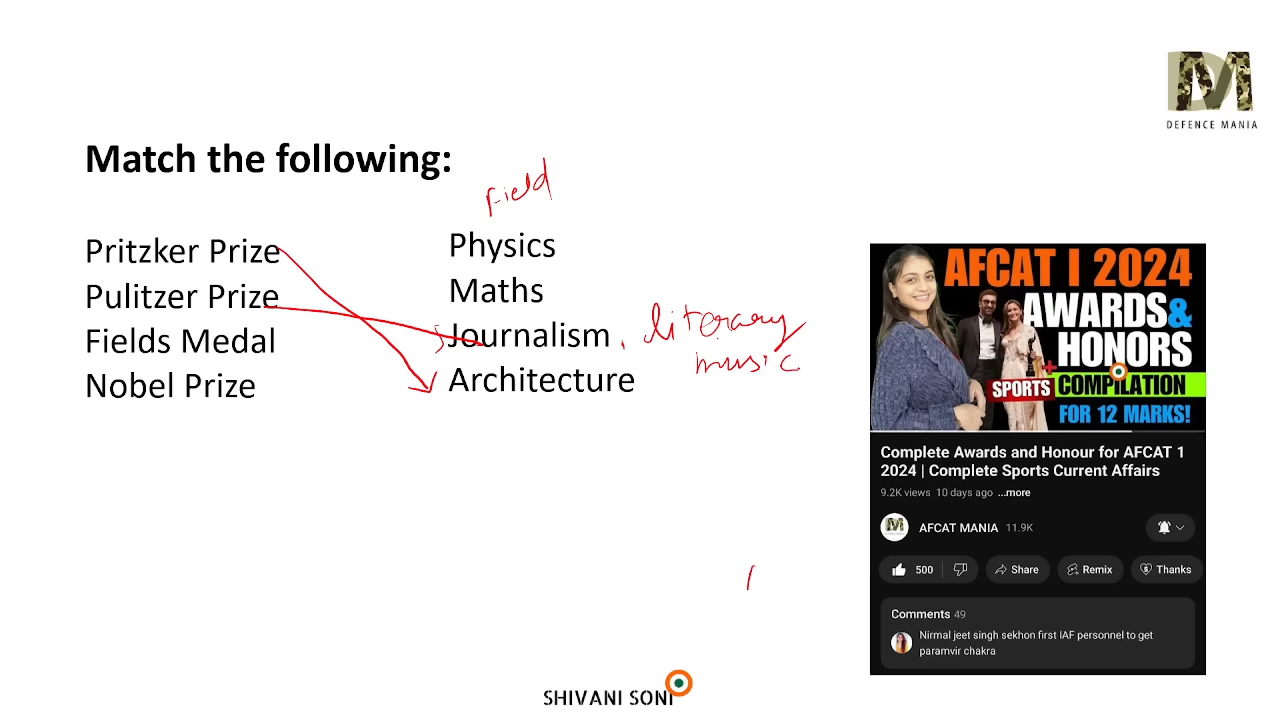 DEFENCE MANIA
Match the following:
Field
Pritzker Prize
Pulitzer Prize
Fields Medal
Nobel Prize
Physics
Maths
Journalism
Architecture
literary
music
AFCAT I 2024
AWARDS&
HONORS
SPORTS COMPILATION
FOR 12 MARKS!
Complete Awards and Honour for AFCAT 1
2024 | Complete Sports Current Affairs
9.2K views 10 days ago ...more
AFCAT MANIA 11.9K
500 Share Remix Thanks
Comments 49
Nirmal jeet singh sekhon first IAF personnel to get
paramvir chakra
SHIVANI SONI